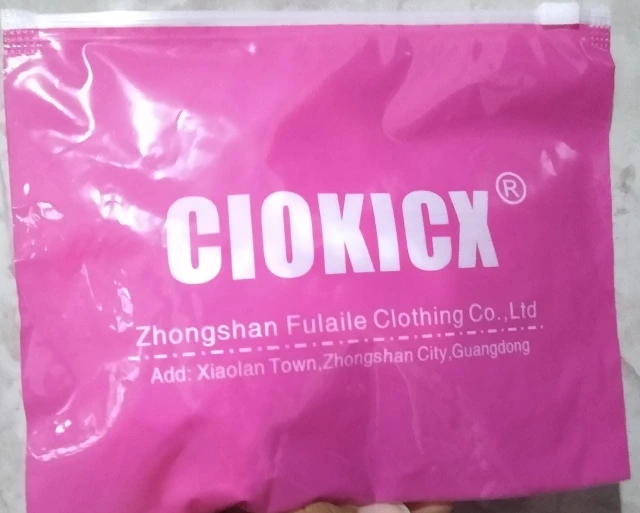 CIOKICX®
Zhongshan Fulaile Clothing Co.,Ltd
Add: Xiaolan Town,Zhongshan City,Guangdong